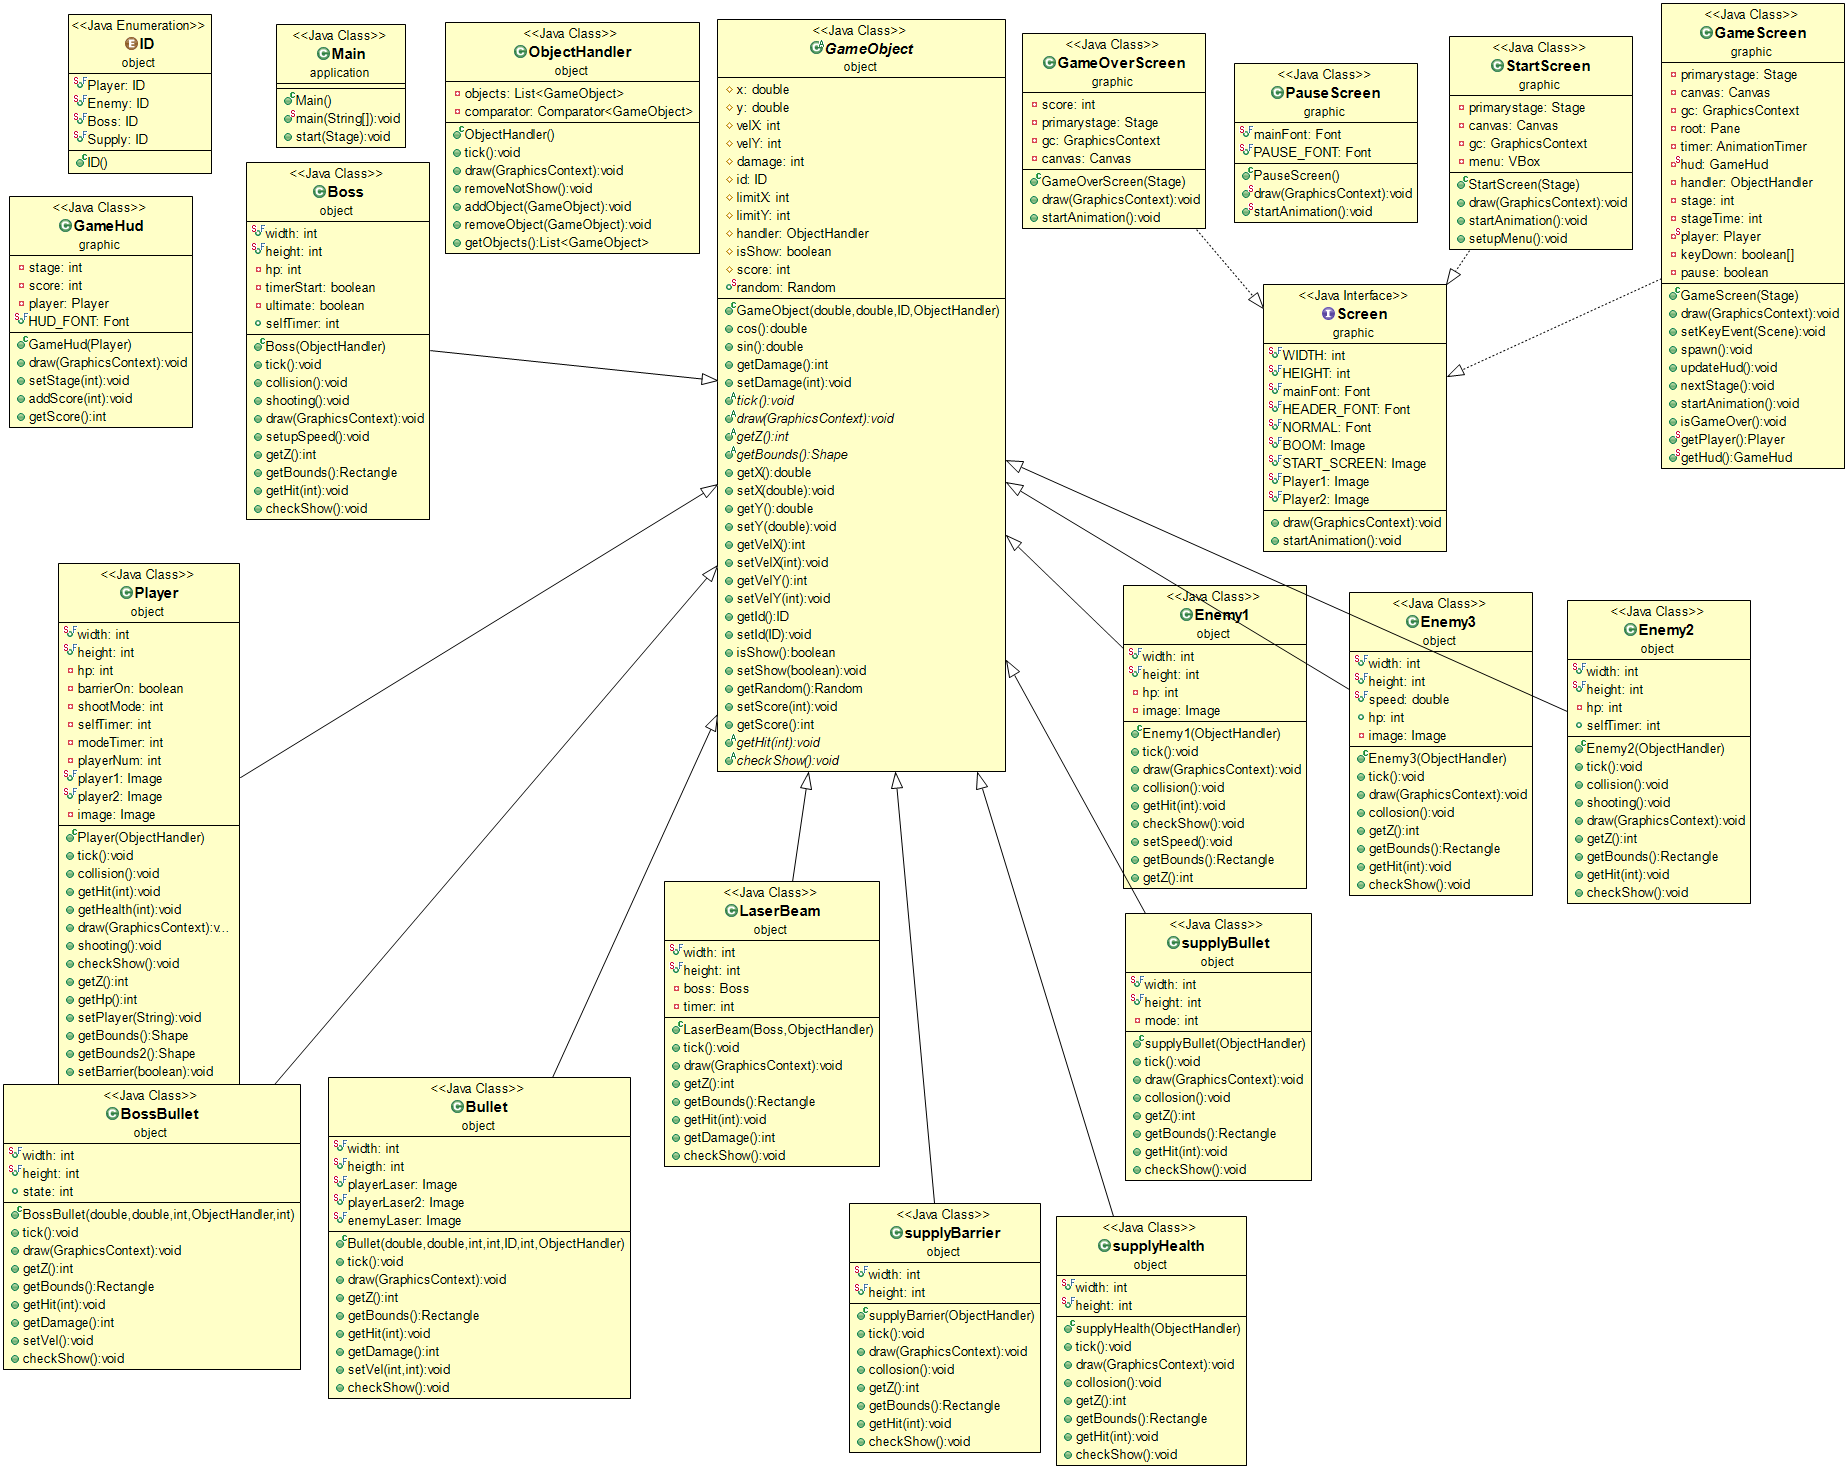 <<Java Enumeration>>
ID
object
Player: ID
Enemy: ID
Boss: ID
Supply: ID
ID()
<<Java Class>>
Main
application
Main()
main(String[]):void
start(Stage):void
<<Java Class>>
ObjectHandler
object
objects: List<GameObject>
comparator: Comparator<GameObject>
ObjectHandler()
tick():void
draw(GraphicsContext):void
removeNotShow():void
addObject(GameObject):void
removeObject(GameObject):void
getObjects():List<GameObject>
<<Java Class>>
GameObject
object
x: double
y: double
velX: int
velY: int
damage: int
id: ID
limitX: int
limitY: int
handler: ObjectHandler
isShow: boolean
score: int
random: Random
GameObject(double,double,ID,ObjectHandler)
cos():double
sin():double
getDamage():int
setDamage(int):void
tick():void
draw(GraphicsContext):void
getZ():int
getBounds():Shape
getX():double
setX(double):void
getY():double
setY(double):void
getVelX():int
setVelX(int):void
getVelY():int
setVelY(int):void
getId():ID
setId(ID):void
isShow():boolean
setShow(boolean):void
getRandom():Random
setScore(int):void
getScore():int
getHit(int):void
checkShow():void
<<Java Class>>
GameOverScreen
graphic
score: int
primarystage: Stage
gc: GraphicsContext
canvas: Canvas
GameOverScreen(Stage)
draw(GraphicsContext):void
startAnimation():void
<<Java Class>>
PauseScreen
graphic
mainFont: Font
PAUSE_FONT: Font
PauseScreen()
draw(GraphicsContext):void
startAnimation():void
<<Java Class>>
StartScreen
graphic
primarystage: Stage
canvas: Canvas
gc: GraphicsContext
menu: VBox
StartScreen(Stage)
draw(GraphicsContext):void
startAnimation():void
setupMenu():void
<<Java Class>>
GameScreen
graphic
primarystage: Stage
canvas: Canvas
gc: GraphicsContext
root: Pane
timer: AnimationTimer
hud: GameHud
handler: ObjectHandler
stage: int
stageTime: int
player: Player
keyDown: boolean[]
pause: boolean
GameScreen(Stage)
draw(GraphicsContext):void
setKeyEvent(Scene):void
spawn():void
updateHud():void
nextStage():void
startAnimation():void
isGameOver():void
getPlayer():Player
getHud():GameHud
<<Java Class>>
GameHud
graphic
stage: int
score: int
player: Player
HUD_FONT: Font
GameHud(Player)
draw(GraphicsContext):void
setStage(int):void
addScore(int):void
getScore():int
<<Java Class>>
Boss
object
width: int
height: int
hp: int
timerStart: boolean
ultimate: boolean
selfTimer: int
Boss(ObjectHandler)
tick():void
collision():void
shooting():void
draw(GraphicsContext):void
setupSpeed():void
getZ():int
getBounds():Rectangle
getHit(int):void
checkShow():void
<<Java Interface>>
Screen
graphic
WIDTH: int
HEIGHT: int
mainFont: Font
HEADER_FONT: Font
NORMAL: Font
BOOM: Image
START_SCREEN: Image
Player1: Image
Player2: Image
draw(GraphicsContext):void
startAnimation():void
<<Java Class>>
Player
object
width: int
height: int
hp: int
barrierOn: boolean
shootMode: int
selfTimer: int
modeTimer: int
playerNum: int
player1: Image
player2: Image
image: Image
Player(ObjectHandler)
tick():void
collision():void
getHit(int):void
getHealth(int):void
draw(GraphicsContext):v...
shooting():void
checkShow():void
getZ():int
getHp():int
setPlayer(String):void
getBounds():Shape
getBounds2():Shape
setBarrier(boolean):void
<<Java Class>>
Enemy1
object
width: int
height: int
hp: int
image: Image
Enemy1(ObjectHandler)
tick():void
draw(GraphicsContext):void
collision():void
getHit(int):void
checkShow():void
setSpeed():void
getBounds():Rectangle
getZ():int
<<Java Class>>
Enemy3
object
width: int
height: int
speed: double
hp: int
image: Image
Enemy3(ObjectHandler)
tick():void
draw(GraphicsContext):void
collosion():void
getZ():int
getBounds():Rectangle
getHit(int):void
checkShow():void
<<Java Class>>
Enemy2
object
width: int
height: int
hp: int
selfTimer: int
Enemy2(ObjectHandler)
tick():void
collision():void
shooting():void
draw(GraphicsContext):void
getZ():int
getBounds():Rectangle
getHit(int):void
checkShow():void
<<Java Class>>
LaserBeam
object
width: int
height: int
boss: Boss
timer: int
LaserBeam(Boss,ObjectHandler)
tick():void
draw(GraphicsContext):void
getZ():int
getBounds():Rectangle
getHit(int):void
getDamage():int
checkShow():void
<<Java Class>>
supplyBullet
object
width: int
height: int
mode: int
supplyBullet(ObjectHandler)
tick():void
draw(GraphicsContext):void
collosion():void
getZ():int
getBounds():Rectangle
getHit(int):void
checkShow():void
<<Java Class>>
BossBullet
object
width: int
height: int
state: int
BossBullet(double,double,int,ObjectHandler,int)
tick():void
draw(GraphicsContext):void
getZ():int
getBounds():Rectangle
getHit(int):void
getDamage():int
setVel():void
checkShow():void
<<Java Class>>
Bullet
object
width: int
heigth: int
playerLaser: Image
playerLaser2: Image
enemyLaser: Image
Bullet(double,double,int,int,ID,int,ObjectHandler)
tick():void
draw(GraphicsContext):void
getZ():int
getBounds():Rectangle
getHit(int):void
getDamage():int
setVel(int,int):void
checkShow():void
<<Java Class>>
supplyBarrier
object
width: int
height: int
supplyBarrier(ObjectHandler)
tick():void
draw(GraphicsContext):void
collosion():void
getZ():int
getBounds():Rectangle
getHit(int):void
checkShow():void
<<Java Class>>
supplyHealth
object
width: int
height: int
supplyHealth(ObjectHandler)
tick():void
draw(GraphicsContext):void
collosion():void
getZ():int
getBounds():Rectangle
getHit(int):void
checkShow():void